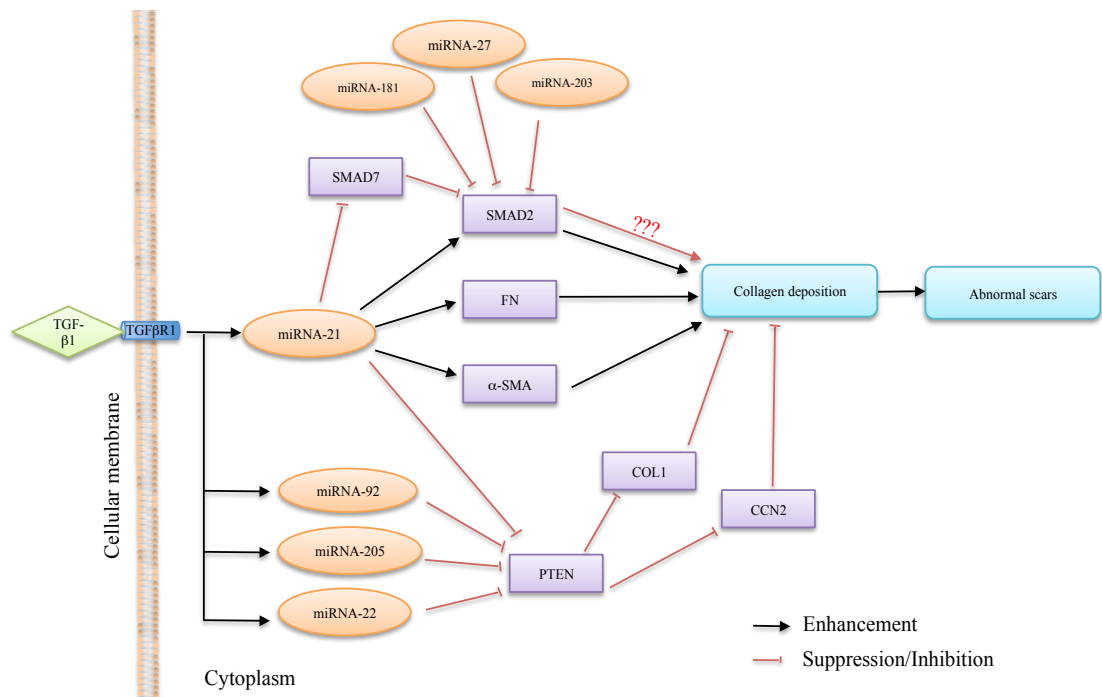 miRNA-27
miRNA-181
miRNA-203
SMAD7
SMAD2
???
Collagen deposition
Abnormal scars
FN
TGF-
β1
TGFβR1
miRNA-21
α-SMA
Cellular membrane
COL1
miRNA-92
CCN2
miRNA-205
PTEN
miRNA-22
Enhancement
Suppression/Inhibition
Cytoplasm